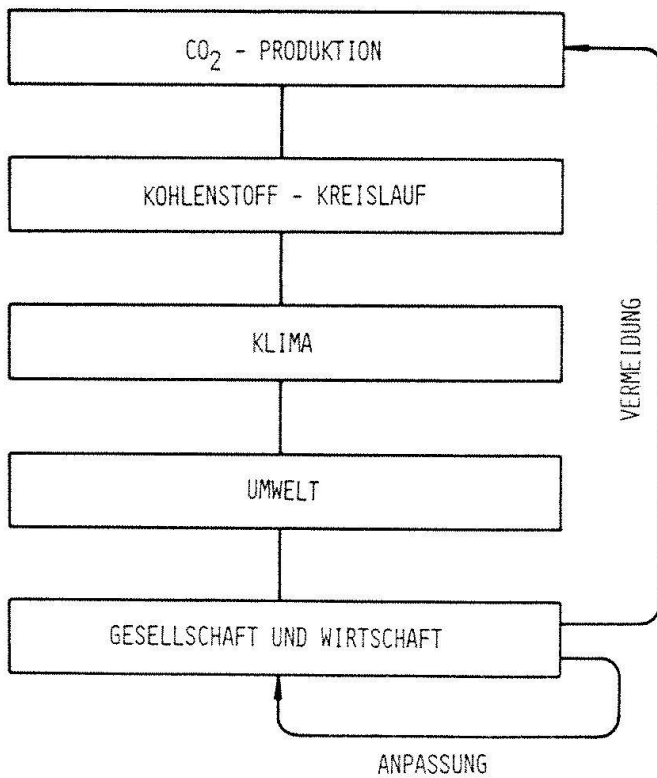 CO₂ - PRODUKTION
KOHLENSTOFF - KREISLAUF
KLIMA
VERMEIDUNG
UMWELT
GESELLSCHAFT UND WIRTSCHAFT
ANPASSUNG